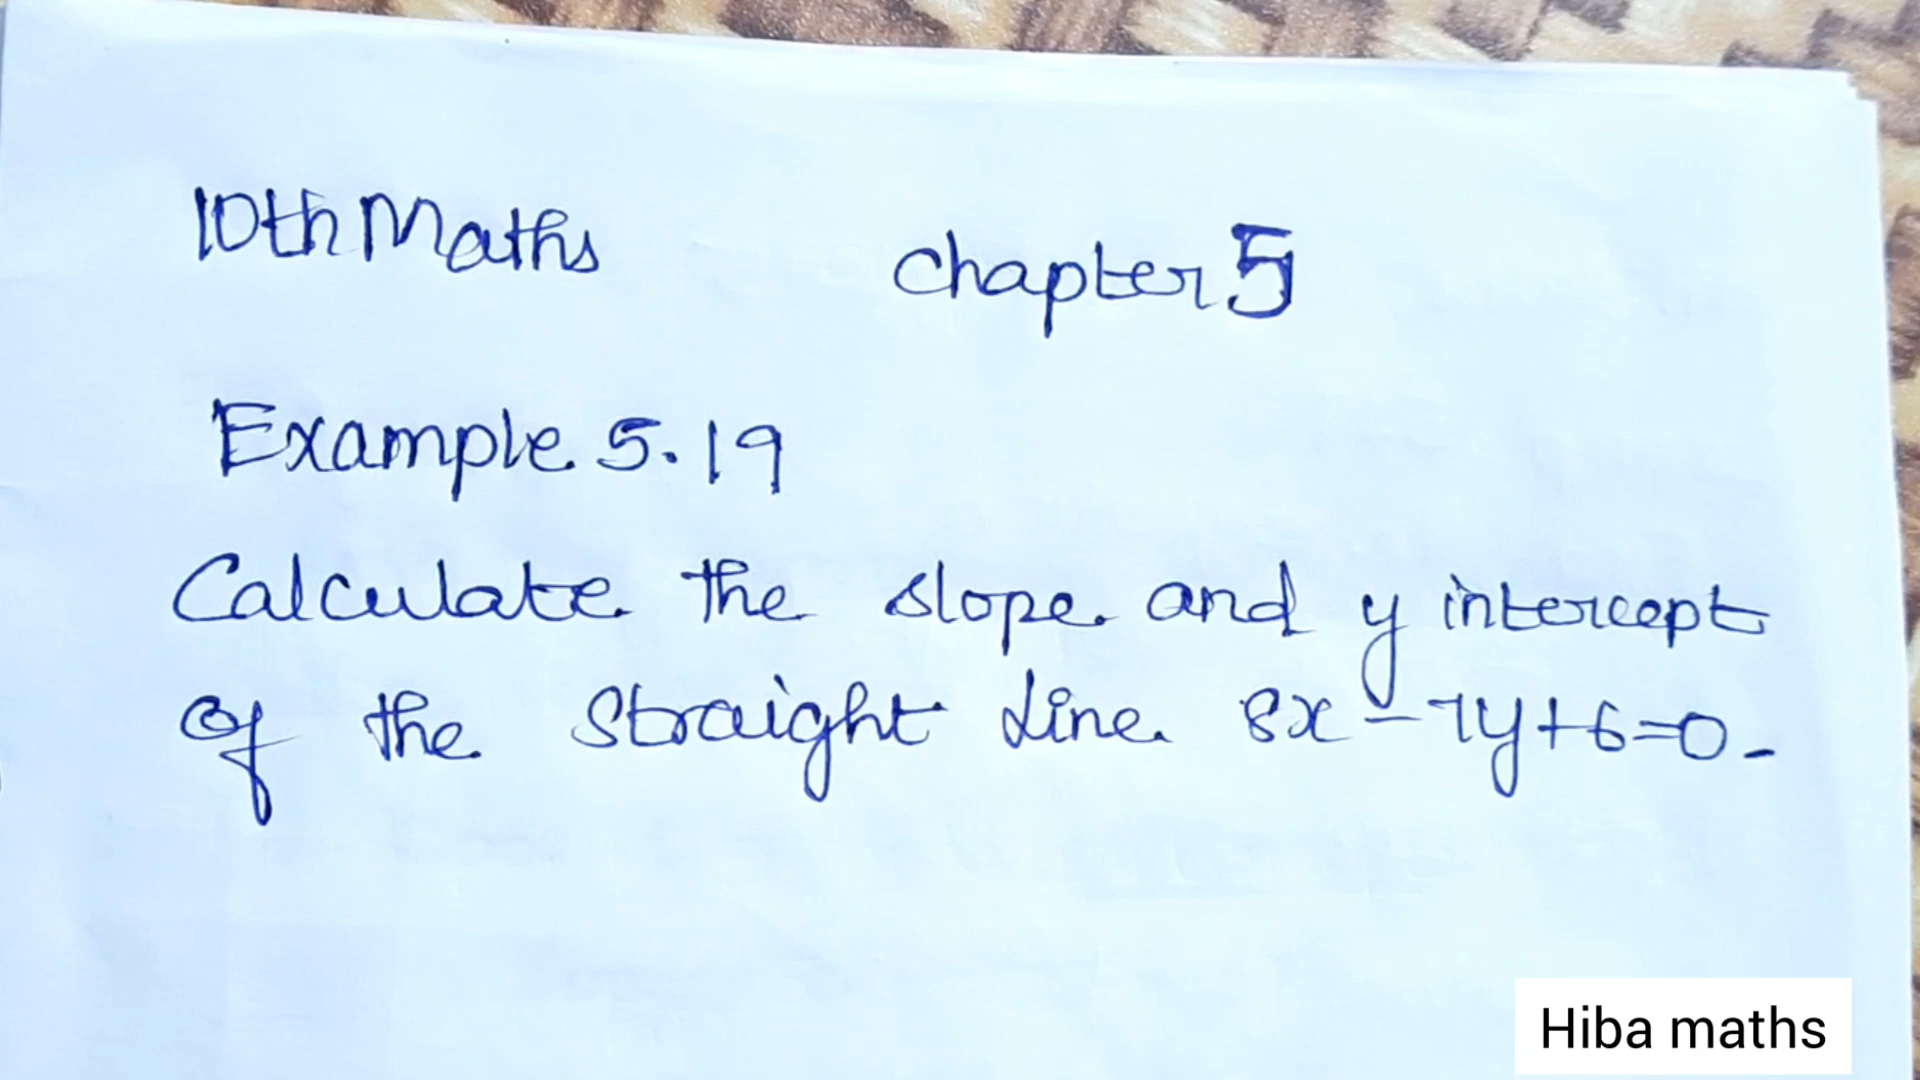 10th Maths chapter 5
Example 5.19
Calculate the slope and y intercept
of the straight line 8x - 7y + 6 = 0.
Hiba maths